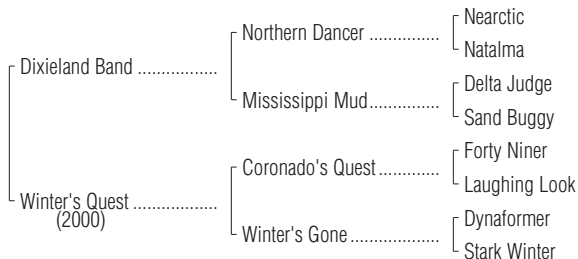 Nearctic
Northern Dancer ...............
Natalma
Dixieland Band .................
Delta Judge
Mississippi Mud ...............
Sand Buggy
Forty Niner
Coronado's Quest .............
Laughing Look
Winter's Quest ..................
(2000)
Dynaformer
Winter's Gone ...................
Stark Winter